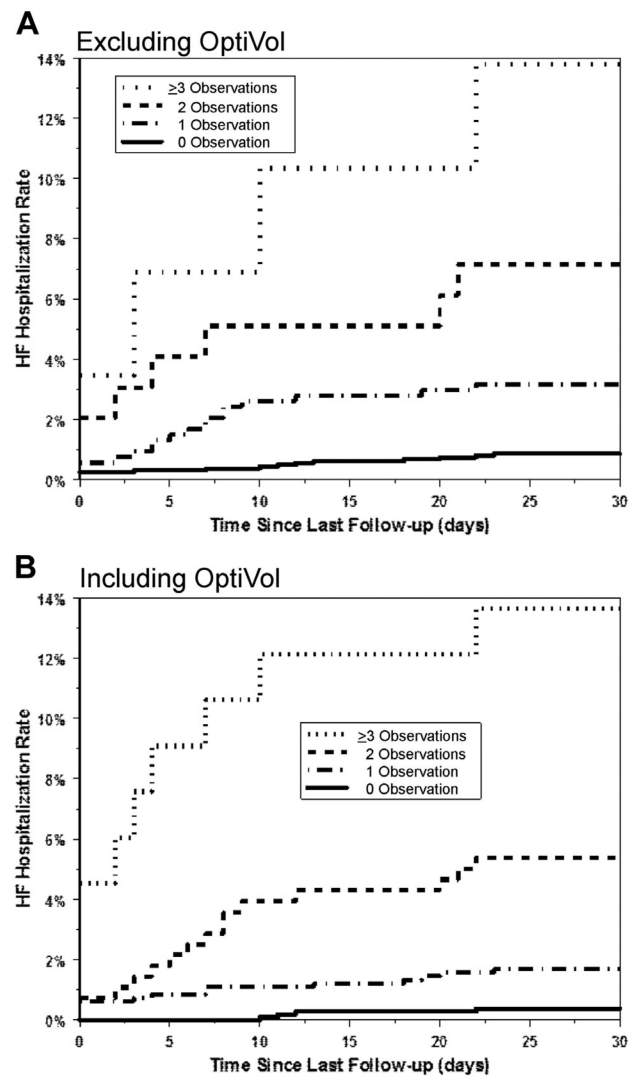 A
Excluding OptiVol
14%
12%
10%
8%
6%
4%
2%
0%
HF Hospitalization Rate
≥3 Observations
2 Observations
1 Observation
0 Observation
0 5 10 15 20 25 30
Time Since Last Follow-up (days)
B
Including OptiVol
14%
12%
10%
8%
6%
4%
2%
0%
HF Hospitalization Rate
≥3 Observations
2 Observations
1 Observation
0 Observation
0 5 10 15 20 25 30
Time Since Last Follow-up (days)